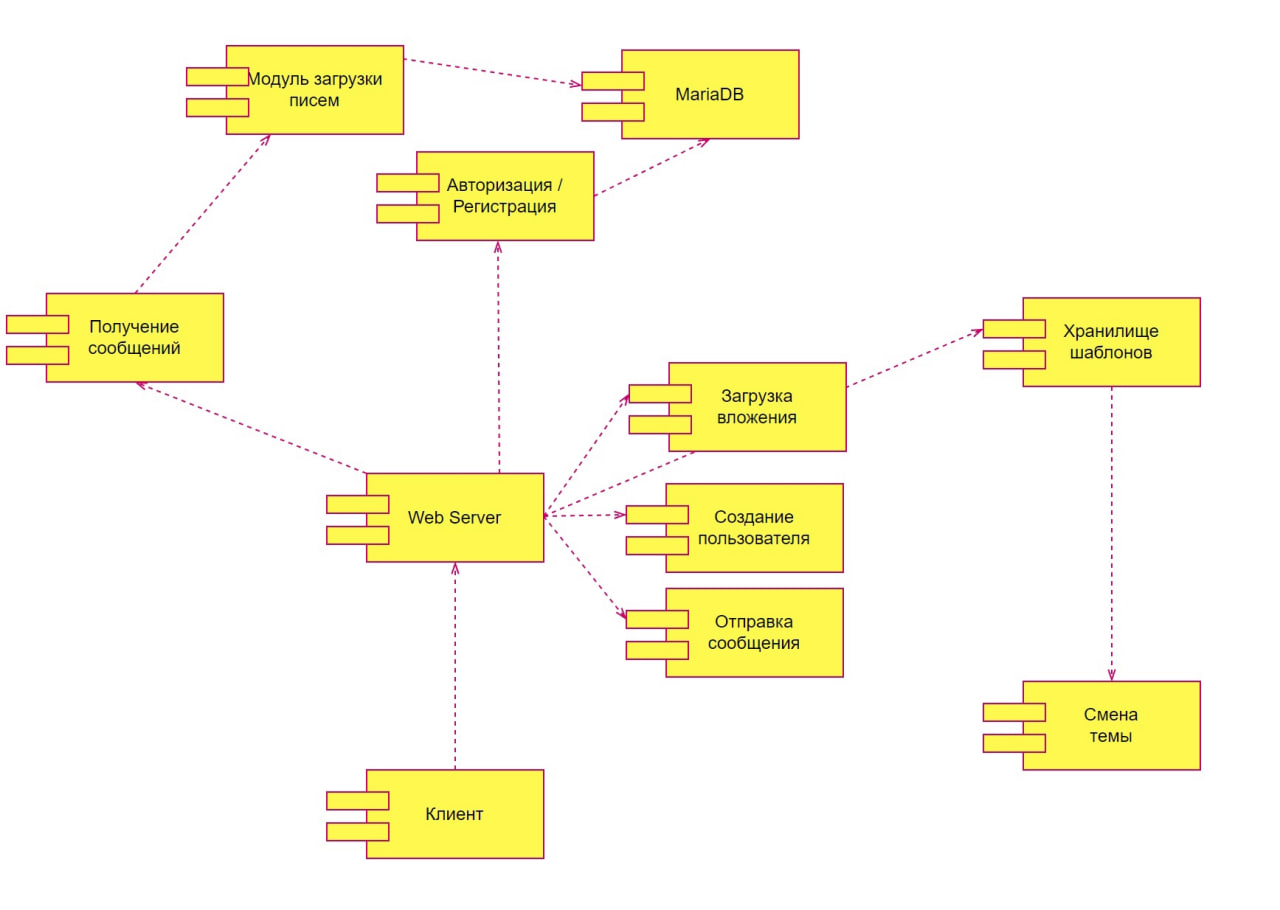 Модуль загрузки
писем
MariaDB
Авторизация /
Регистрация
Получение
сообщений
Хранилище
шаблонов
Загрузка
вложения
Web Server
Создание
пользователя
Отправка
сообщения
Смена
темы
Клиент